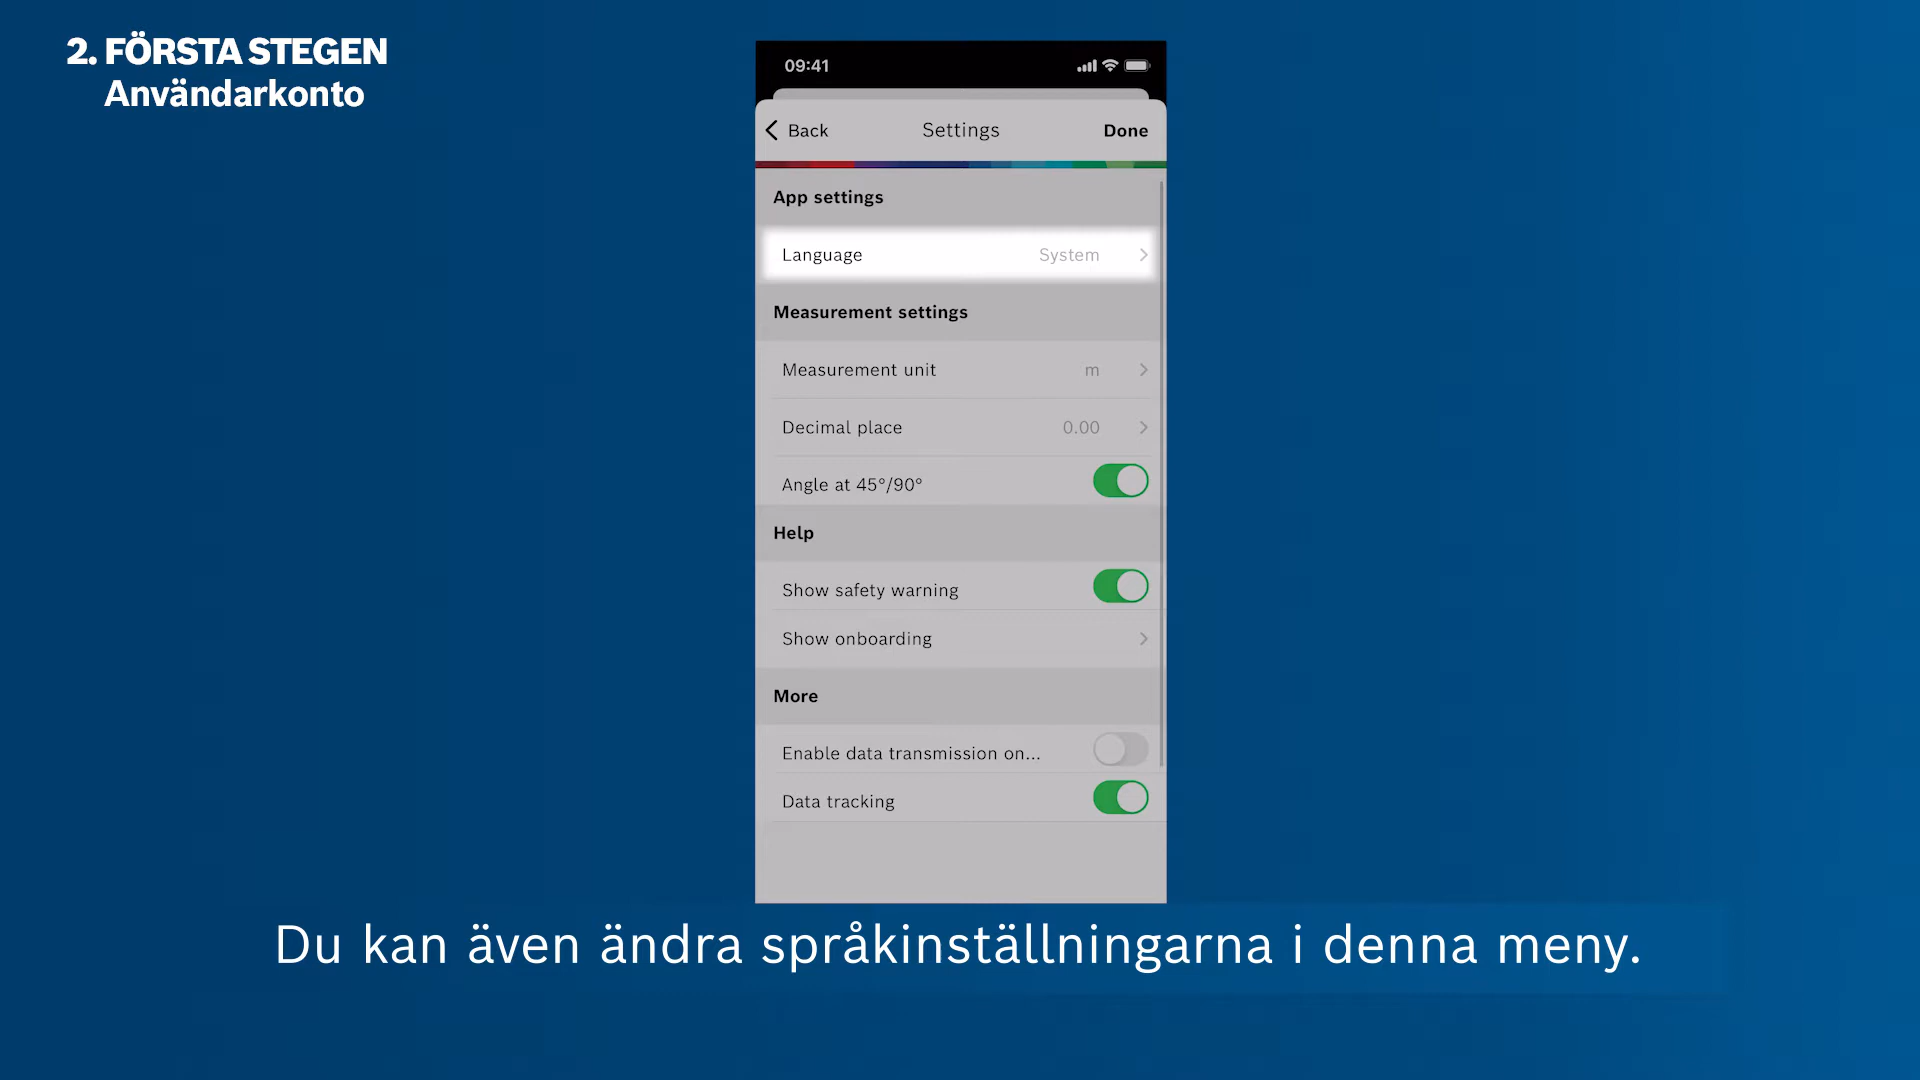 2. FÖRSTA STEGEN
Användarkonto
09:41
Back Settings Done
App settings
Language System
Measurement settings
Measurement unit m
Decimal place 0.00
Angle at 45°/90°
Help
Show safety warning
Show onboarding
More
Enable data transmission on...
Data tracking
Du kan även ändra språkinställningarna i denna meny.